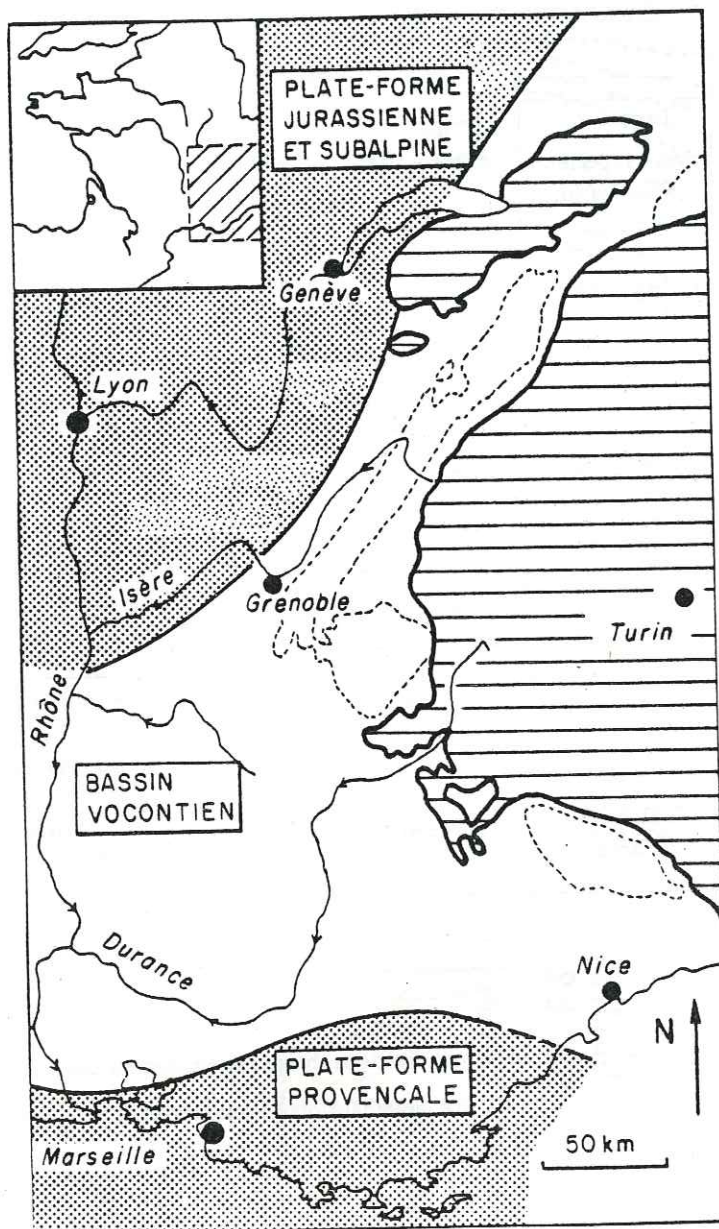 PLATE-FORME
JURASSIENNE
ET SUBALPINE
Genève
Lyon
Isère
Grenoble
Turin
Rhône
BASSIN
VOCONTIEN
Durance
Nice
N
PLATE-FORME
PROVENCALE
Marseille
50 km